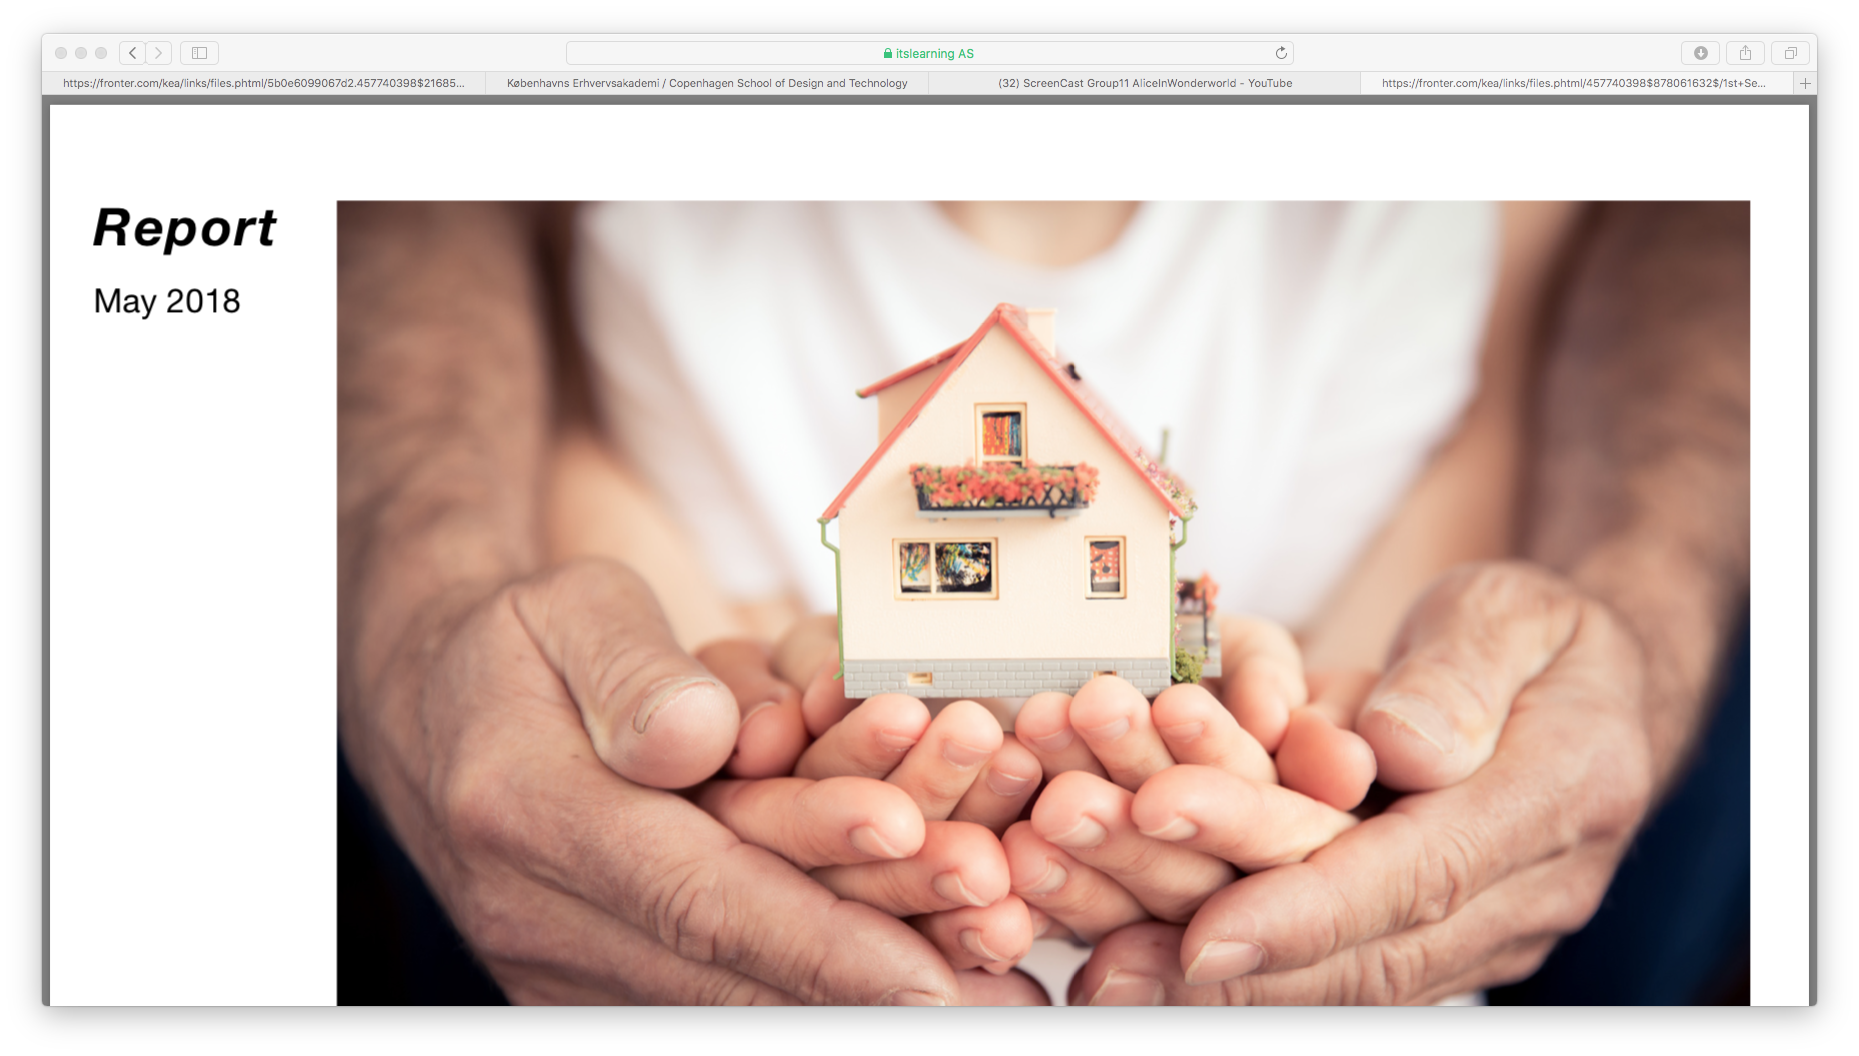 itslearning AS
https://fronter.com/kea/links/files.phtml/5b0e6099067d2.457740398$21685...
Københavns Erhvervsakademi / Copenhagen School of Design and Technology
(32) ScreenCast Group11 AliceInWonderworld - YouTube
https://fronter.com/kea/links/files.phtml/457740398$878061632$/1st+Se...
Report
May 2018